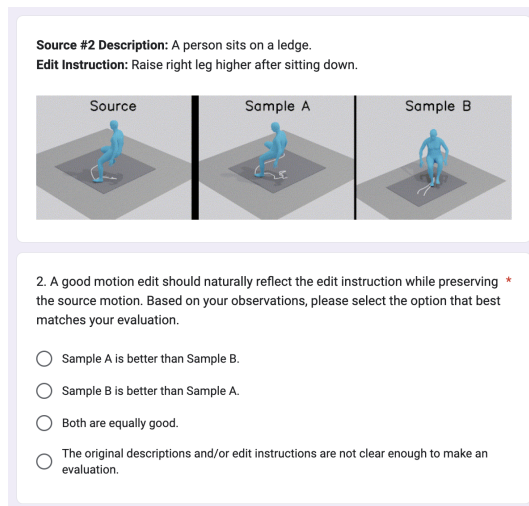 Source #2 Description: A person sits on a ledge.
Edit Instruction: Raise right leg higher after sitting down.
Source
Sample A
Sample B
2. A good motion edit should naturally reflect the edit instruction while preserving *
the source motion. Based on your observations, please select the option that best
matches your evaluation.
Sample A is better than Sample B.
Sample B is better than Sample A.
Both are equally good.
The original descriptions and/or edit instructions are not clear enough to make an
evaluation.